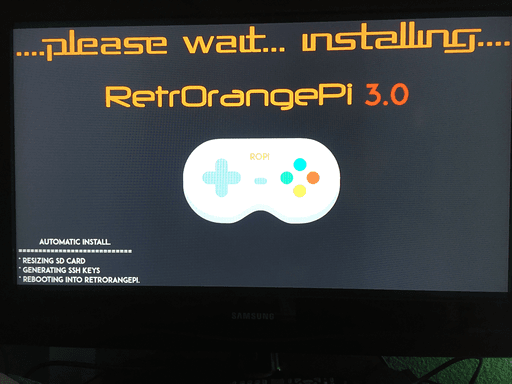 ....please wait... installing....
RetrOrangePi 3.0
ROPI
AUTOMATIC INSTALL.
* RESIZING SD CARD
* GENERATING SSH KEYS
* REBOOTING INTO RETRORANGEPI.
SAMSUNG